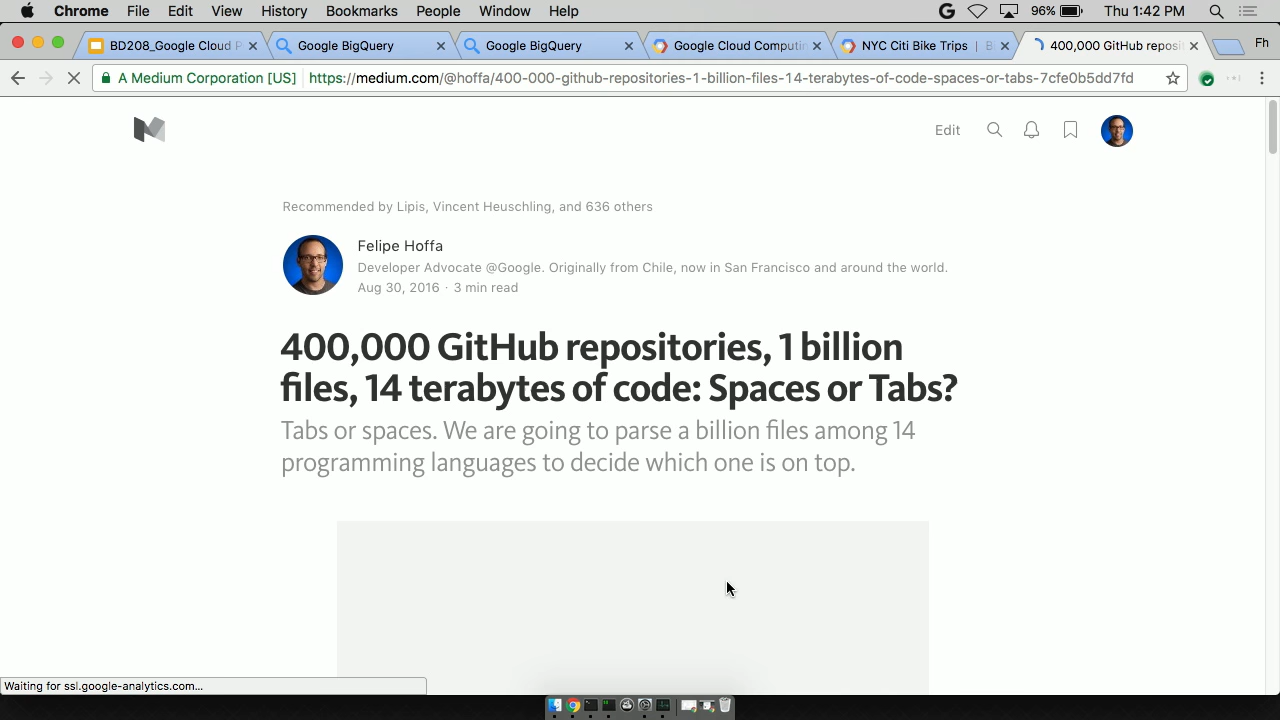 Chrome File Edit View History Bookmarks People Window Help 96% Thu 1:42 PM
BD208_Google Cloud P Google BigQuery Google BigQuery Google Cloud Computin NYC Citi Bike Trips | B 400,000 GitHub reposit Fh
A Medium Corporation [US] https://medium.com/@hoffa/400-000-github-repositories-1-billion-files-14-terabytes-of-code-spaces-or-tabs-7cfe0b5dd7fd
Edit
Recommended by Lipis, Vincent Heuschling, and 636 others
Felipe Hoffa
Developer Advocate @Google. Originally from Chile, now in San Francisco and around the world.
Aug 30, 2016 · 3 min read
400,000 GitHub repositories, 1 billion
files, 14 terabytes of code: Spaces or Tabs?
Tabs or spaces. We are going to parse a billion files among 14
programming languages to decide which one is on top.
Waiting for ssl.google-analytics.com...